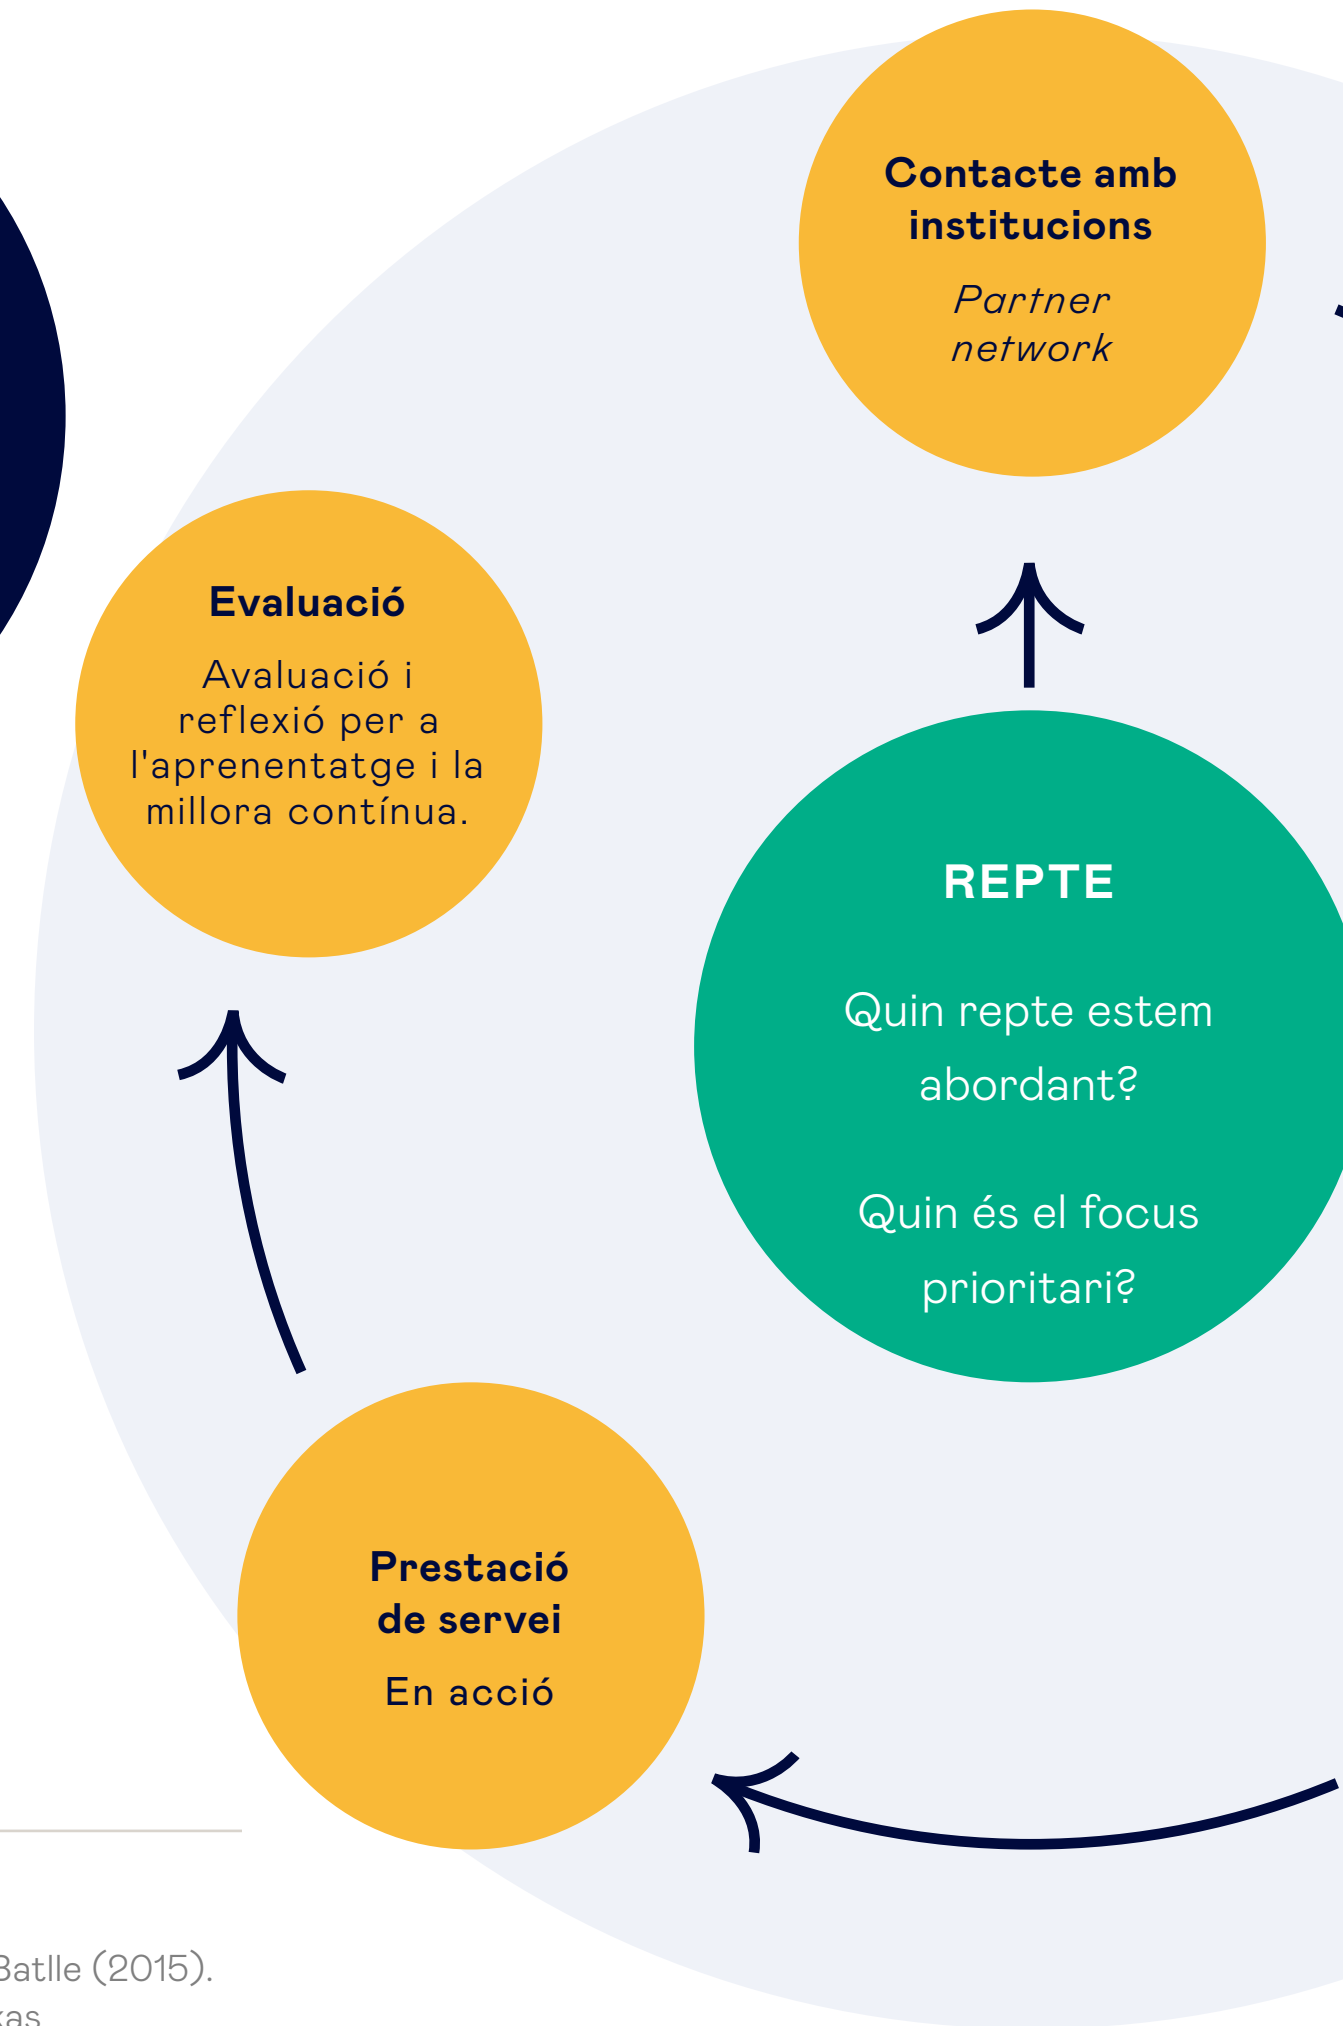 Contacte amb
institucions
Partner
network
Evaluació
Avaluació i
reflexió per a
l'aprenentatge i la
millora contínua.
REPTE
Quin repte estem
abordant?
Quin és el focus
prioritari?
Prestació
de servei
En acció
Batlle (2015).